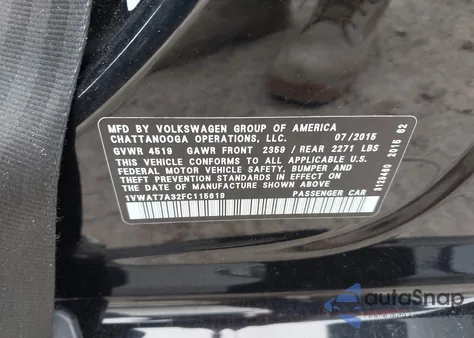 MFD BY VOLKSWAGEN GROUP OF AMERICA
CHATTANOOGA OPERATIONS, LLC. 07/2015
GVWR 4519 GAWR FRONT 2359 / REAR 2271 LBS
THIS VEHICLE CONFORMS TO ALL APPLICABLE U.S.
FEDERAL MOTOR VEHICLE SAFETY, BUMPER AND
THEFT PREVENTION STANDARDS IN EFFECT ON THE
DATE OF MANUFACTURE SHOWN ABOVE.
1VWAT7A32FC115619 PASSENGER CAR
2015 62
autoSnap